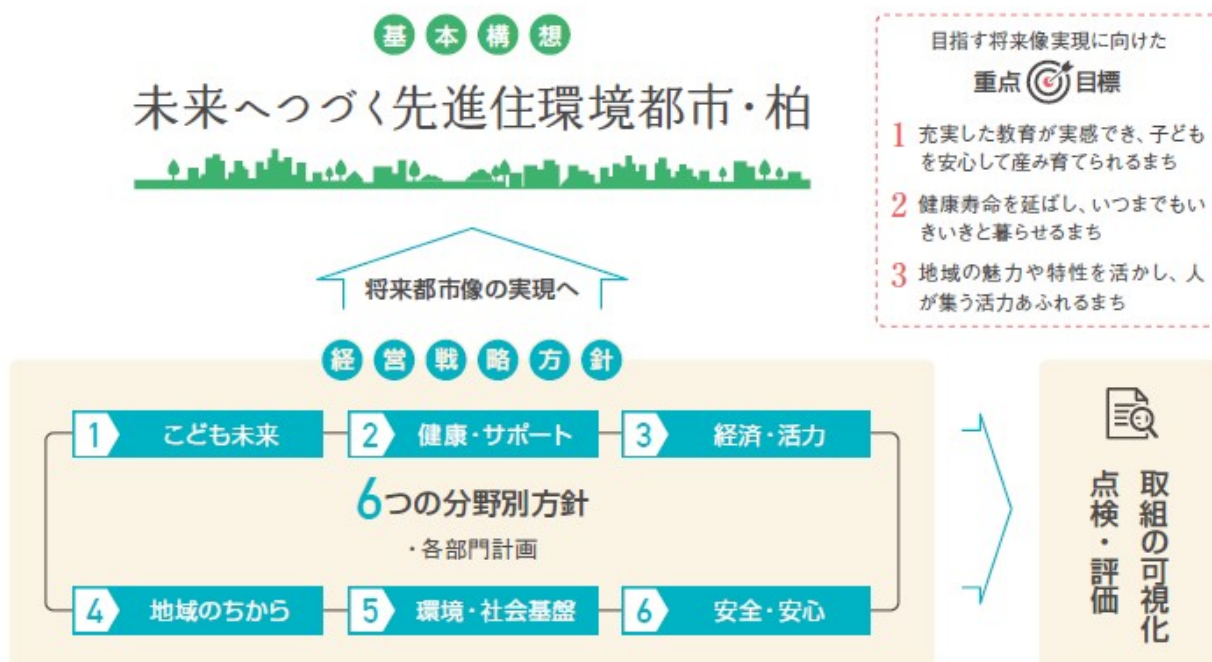 基本構想
未来へつづく先進住環境都市・柏
目指す将来像実現に向けた
重点目標
1 充実した教育が実感でき、子ども
を安心して産み育てられるまち
2 健康寿命を延ばし、いつまでもい
きいきと暮らせるまち
3 地域の魅力や特性を活かし、人
が集う活力あふれるまち
将来都市像の実現へ
経営戦略方針
1 こども未来
2 健康・サポート
3 経済・活力
6つの分野別方針
・各部門計画
4 地域のちから
5 環境・社会基盤
6 安全・安心
取組の可視化
点検・評価